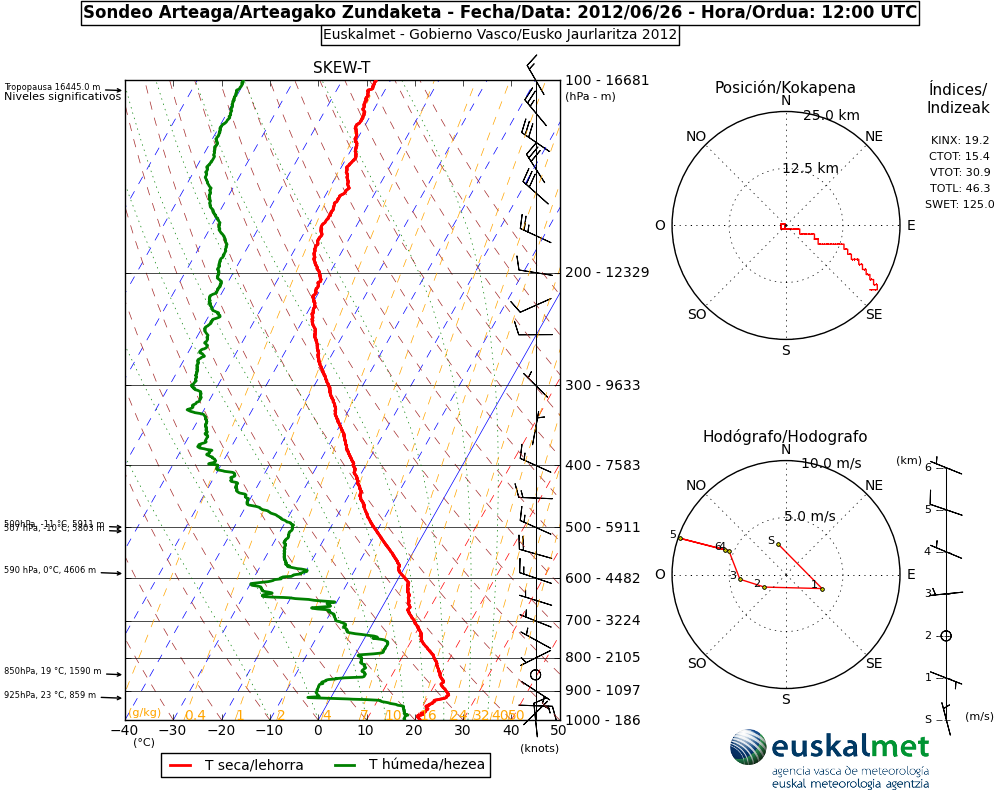 Sondeo Arteaga/Arteagako Zundaketa - Fecha/Data: 2012/06/26 - Hora/Ordua: 12:00 UTC
Euskalmet - Gobierno Vasco/Eusko Jaurlaritza 2012
SKEW-T
Tropopausa 16445.0 m
Niveles significativos
590 hPa, 0°C, 4606 m
850hPa, 19 °C, 1590 m
925hPa, 23 °C, 859 m
100 - 16681
(hPa - m)
200 - 12329
300 - 9633
400 - 7583
500 - 5911
600 - 4482
700 - 3224
800 - 2105
900 - 1097
1000 - 186
(g/kg) 0.4 1 2 4 7 10 16 24 32 40 50
−40 −30 −20 −10 0 10 20 30 40 50
(°C)
(knots)
T seca/lehorra
T húmeda/hezea
Posición/Kokapena
N
25.0 km
NO
NE
12.5 km
O
E
SO
SE
S
Índices/
Indizeak
KINX: 19.2
CTOT: 15.4
VTOT: 30.9
TOTL: 46.3
SWET: 125.0
Hodógrafo/Hodografo
N
10.0 m/s
NO
NE
5.0 m/s
5
6
4
S
3
2
1
O
E
SO
SE
S
(km)
6
5
4
3
2
1
S
(m/s)
euskalmet
agencia vasca de meteorología
euskal meteorologia agentzia